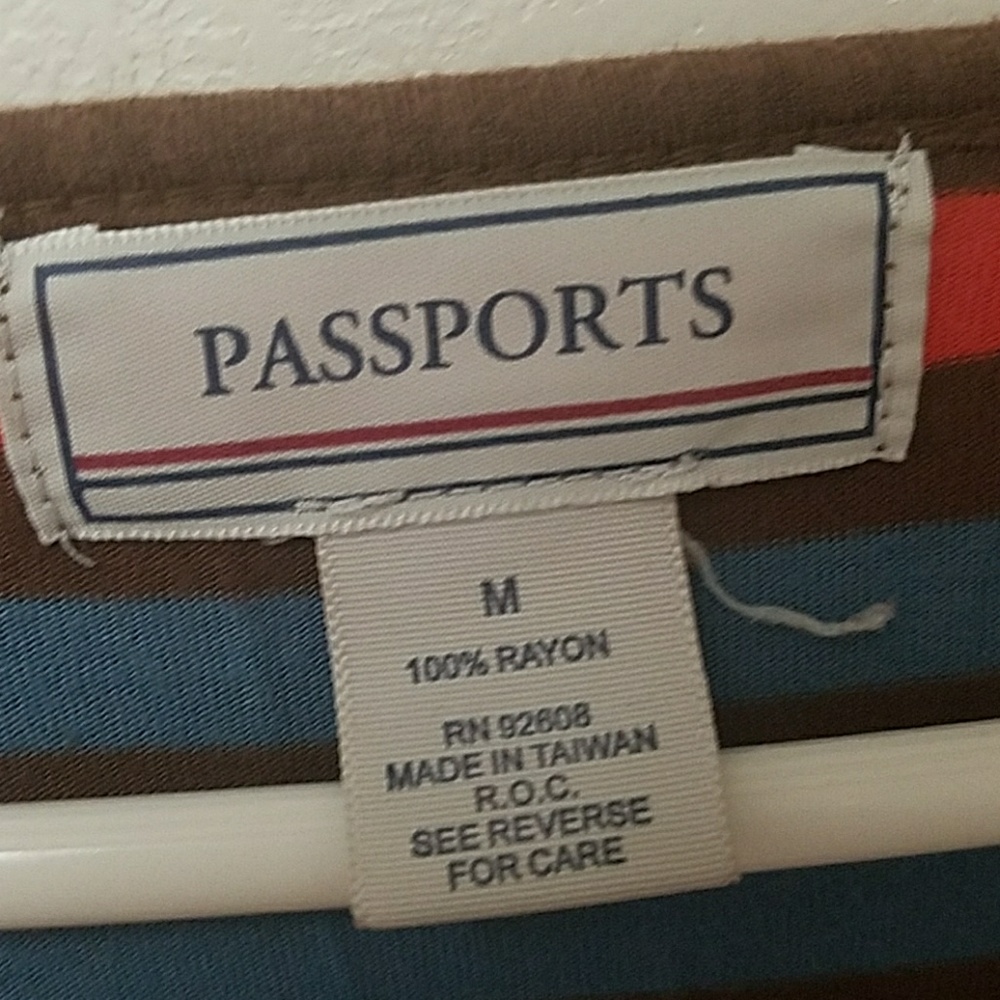 PASSPORTS
M
100% RAYON
RN 92608
MADE IN TAIWAN
R.O.C.
SEE REVERSE
FOR CARE